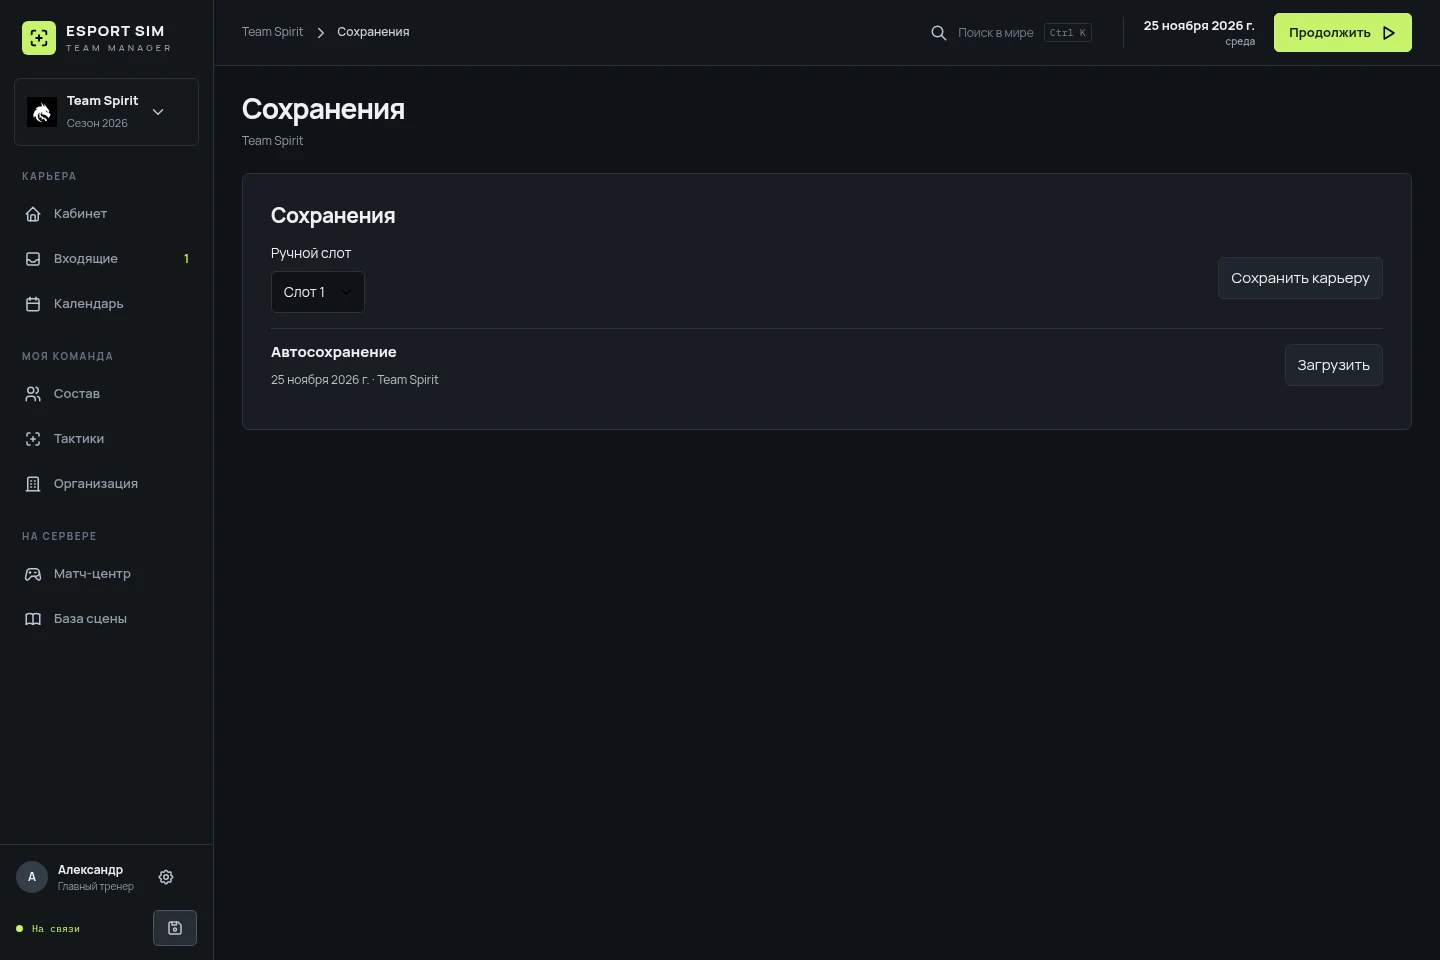 ESPORT SIM
TEAM MANAGER
Team Spirit
Сезон 2026
КАРЬЕРА
Кабинет
Входящие 1
Календарь
МОЯ КОМАНДА
Состав
Тактики
Организация
НА СЕРВЕРЕ
Матч-центр
База сцены
А Александр
Главный тренер
На связи
Team Spirit Сохранения
Поиск в мире Ctrl K
25 ноября 2026 г.
среда
Продолжить
Сохранения
Team Spirit
Сохранения
Ручной слот
Слот 1
Сохранить карьеру
Автосохранение
25 ноября 2026 г. · Team Spirit
Загрузить